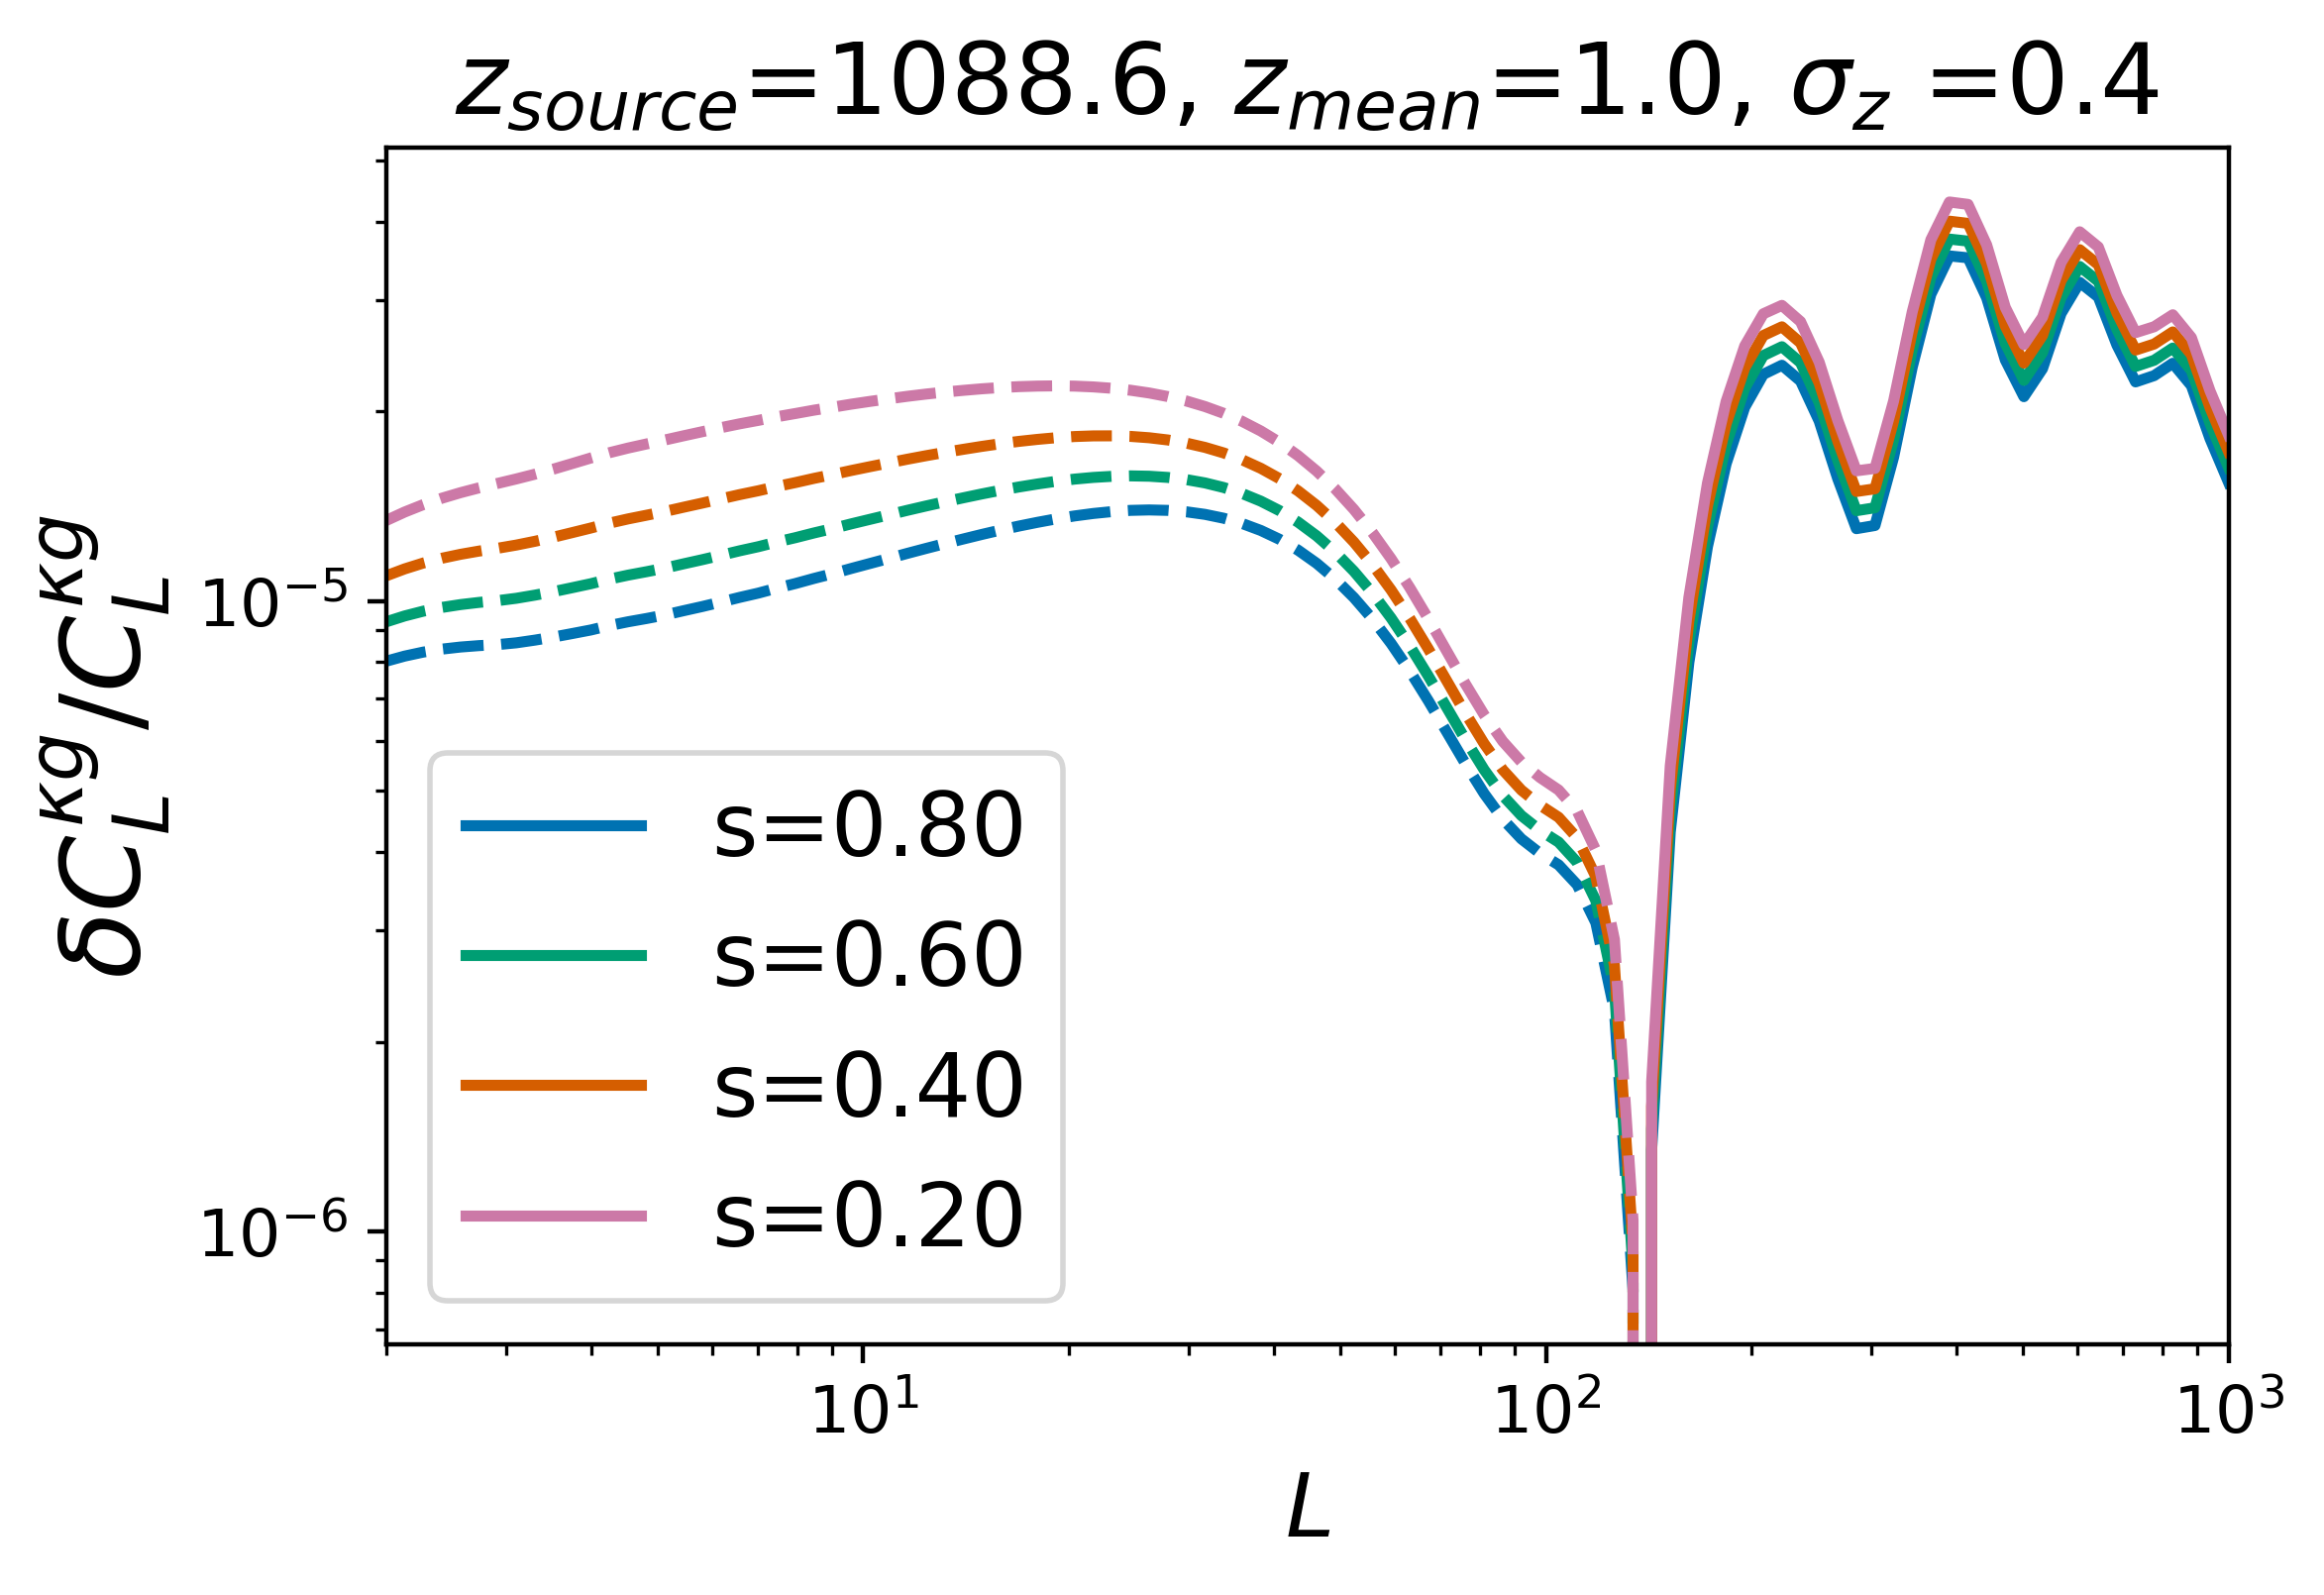 z_source=1088.6, z_mean=1.0, σ_z =0.4
δC_L^{κg}/C_L^{κg}
10^{-5}
10^{-6}
s=0.80
s=0.60
s=0.40
s=0.20
10^1 10^2 10^3
L